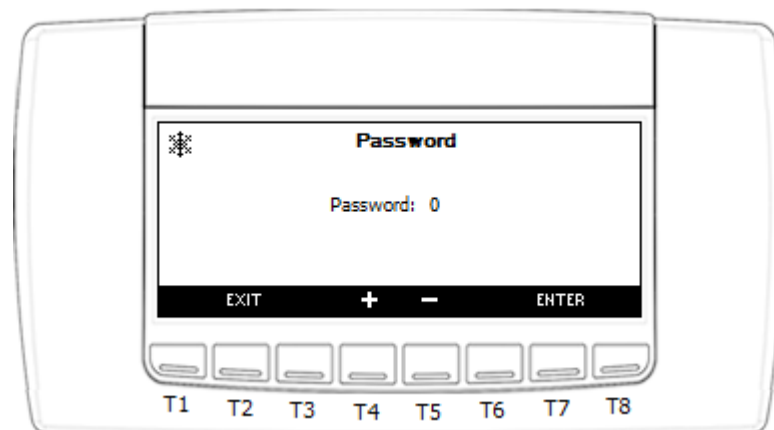 Password
Password: 0
EXIT + − ENTER
T1 T2 T3 T4 T5 T6 T7 T8